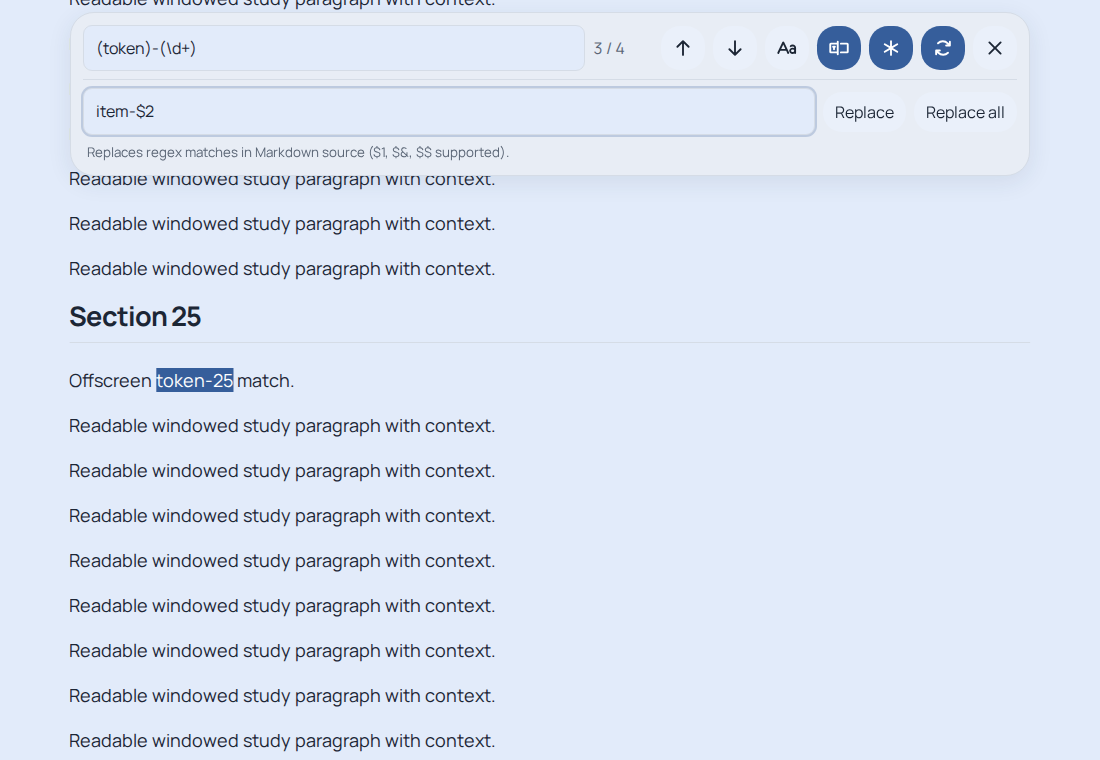 Readable windowed study paragraph with context.
(token)-(\d+)
3 / 4
Aa
item-$2
Replace
Replace all
Replaces regex matches in Markdown source ($1, $&, $$ supported).
Readable windowed study paragraph with context.
Readable windowed study paragraph with context.
Readable windowed study paragraph with context.
Section 25
Offscreen token-25 match.
Readable windowed study paragraph with context.
Readable windowed study paragraph with context.
Readable windowed study paragraph with context.
Readable windowed study paragraph with context.
Readable windowed study paragraph with context.
Readable windowed study paragraph with context.
Readable windowed study paragraph with context.
Readable windowed study paragraph with context.